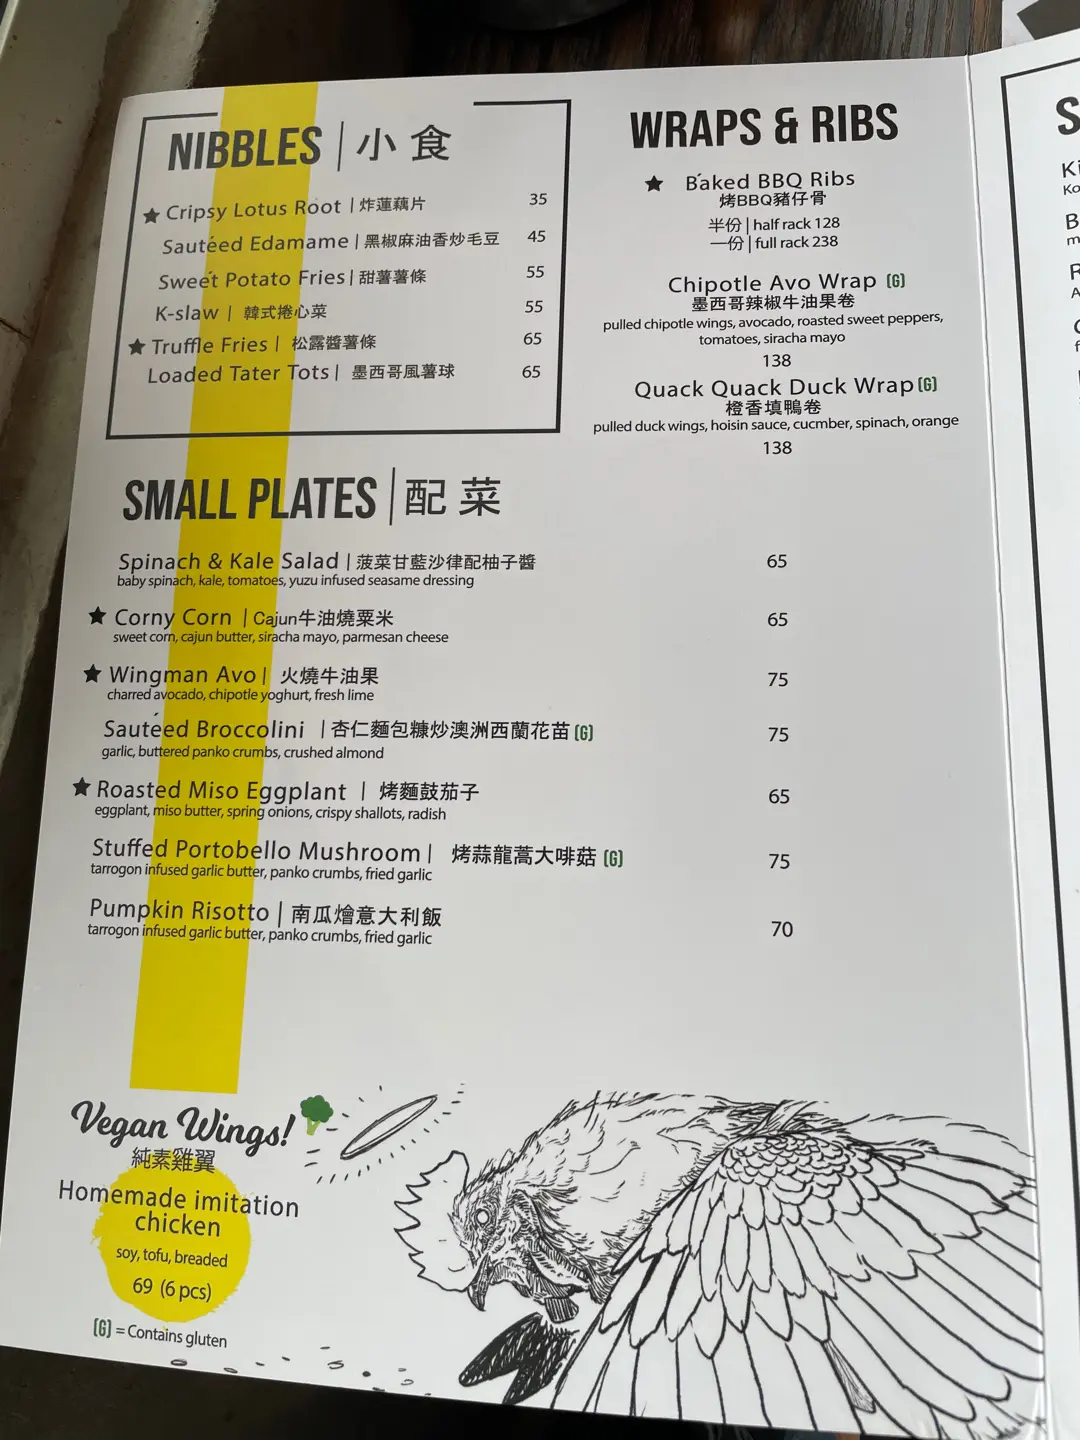 NIBBLES | 小食
★ Cripsy Lotus Root | 炸蓮藕片 35
Sautéed Edamame | 黑椒麻油香炒毛豆 45
Sweet Potato Fries | 甜薯薯條 55
K-slaw | 韓式捲心菜 55
★ Truffle Fries | 松露醬薯條 65
Loaded Tater Tots | 墨西哥風薯球 65
WRAPS & RIBS
★ Baked BBQ Ribs
烤BBQ豬仔骨
半份 | half rack 128
一份 | full rack 238
Chipotle Avo Wrap (G)
墨西哥辣椒牛油果卷
pulled chipotle wings, avocado, roasted sweet peppers,
tomatoes, siracha mayo
138
Quack Quack Duck Wrap (G)
橙香填鴨卷
pulled duck wings, hoisin sauce, cucmber, spinach, orange
138
SMALL PLATES | 配菜
Spinach & Kale Salad | 菠菜甘藍沙律配柚子醬 65
baby spinach, kale, tomatoes, yuzu infused seasame dressing
★ Corny Corn | Cajun牛油燒粟米 65
sweet corn, cajun butter, siracha mayo, parmesan cheese
★ Wingman Avo | 火燒牛油果 75
charred avocado, chipotle yoghurt, fresh lime
Sautéed Broccolini | 杏仁麵包糠炒澳洲西蘭花苗 (G) 75
garlic, buttered panko crumbs, crushed almond
★ Roasted Miso Eggplant | 烤麵鼓茄子 65
eggplant, miso butter, spring onions, crispy shallots, radish
Stuffed Portobello Mushroom | 烤蒜龍蒿大啡菇 (G) 75
tarrogon infused garlic butter, panko crumbs, fried garlic
Pumpkin Risotto | 南瓜燴意大利飯 70
tarrogon infused garlic butter, panko crumbs, fried garlic
Vegan Wings!
純素雞翼
Homemade imitation
chicken
soy, tofu, breaded
69 (6 pcs)
(G) = Contains gluten